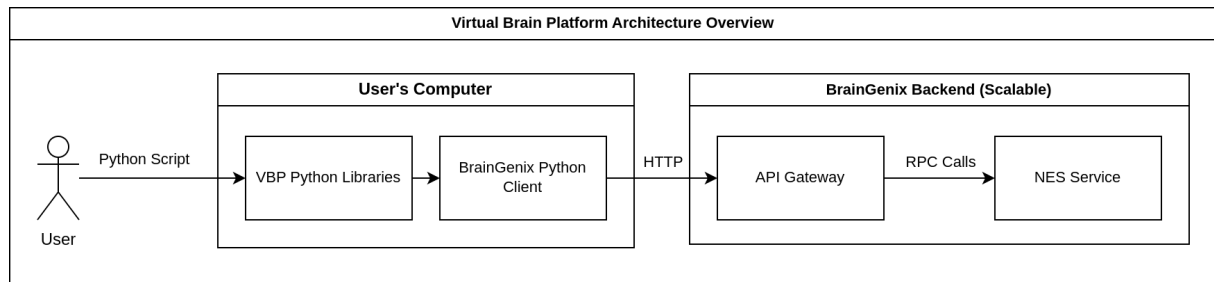 Virtual Brain Platform Architecture Overview
User's Computer
BrainGenix Backend (Scalable)
Python Script
VBP Python Libraries
BrainGenix Python
Client
HTTP
API Gateway
RPC Calls
NES Service
User